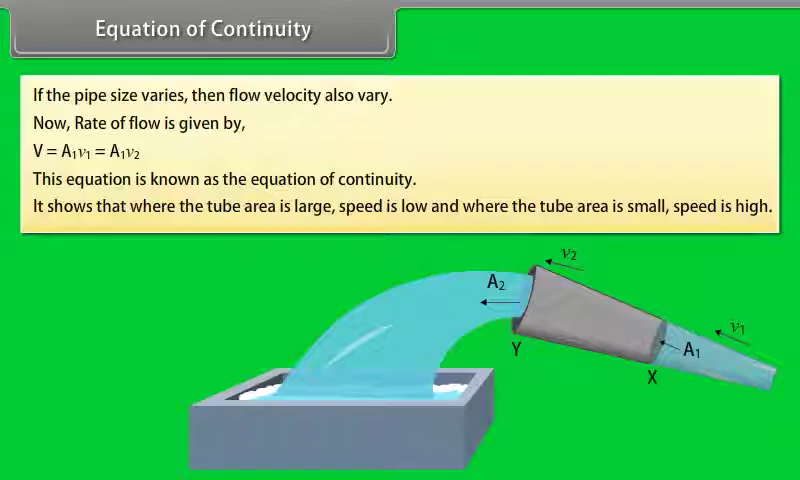 Equation of Continuity
If the pipe size varies, then flow velocity also vary.
Now, Rate of flow is given by,
V = A₁v₁ = A₁v₂
This equation is known as the equation of continuity.
It shows that where the tube area is large, speed is low and where the tube area is small, speed is high.
v₂
A₂
v₁
Y
A₁
X